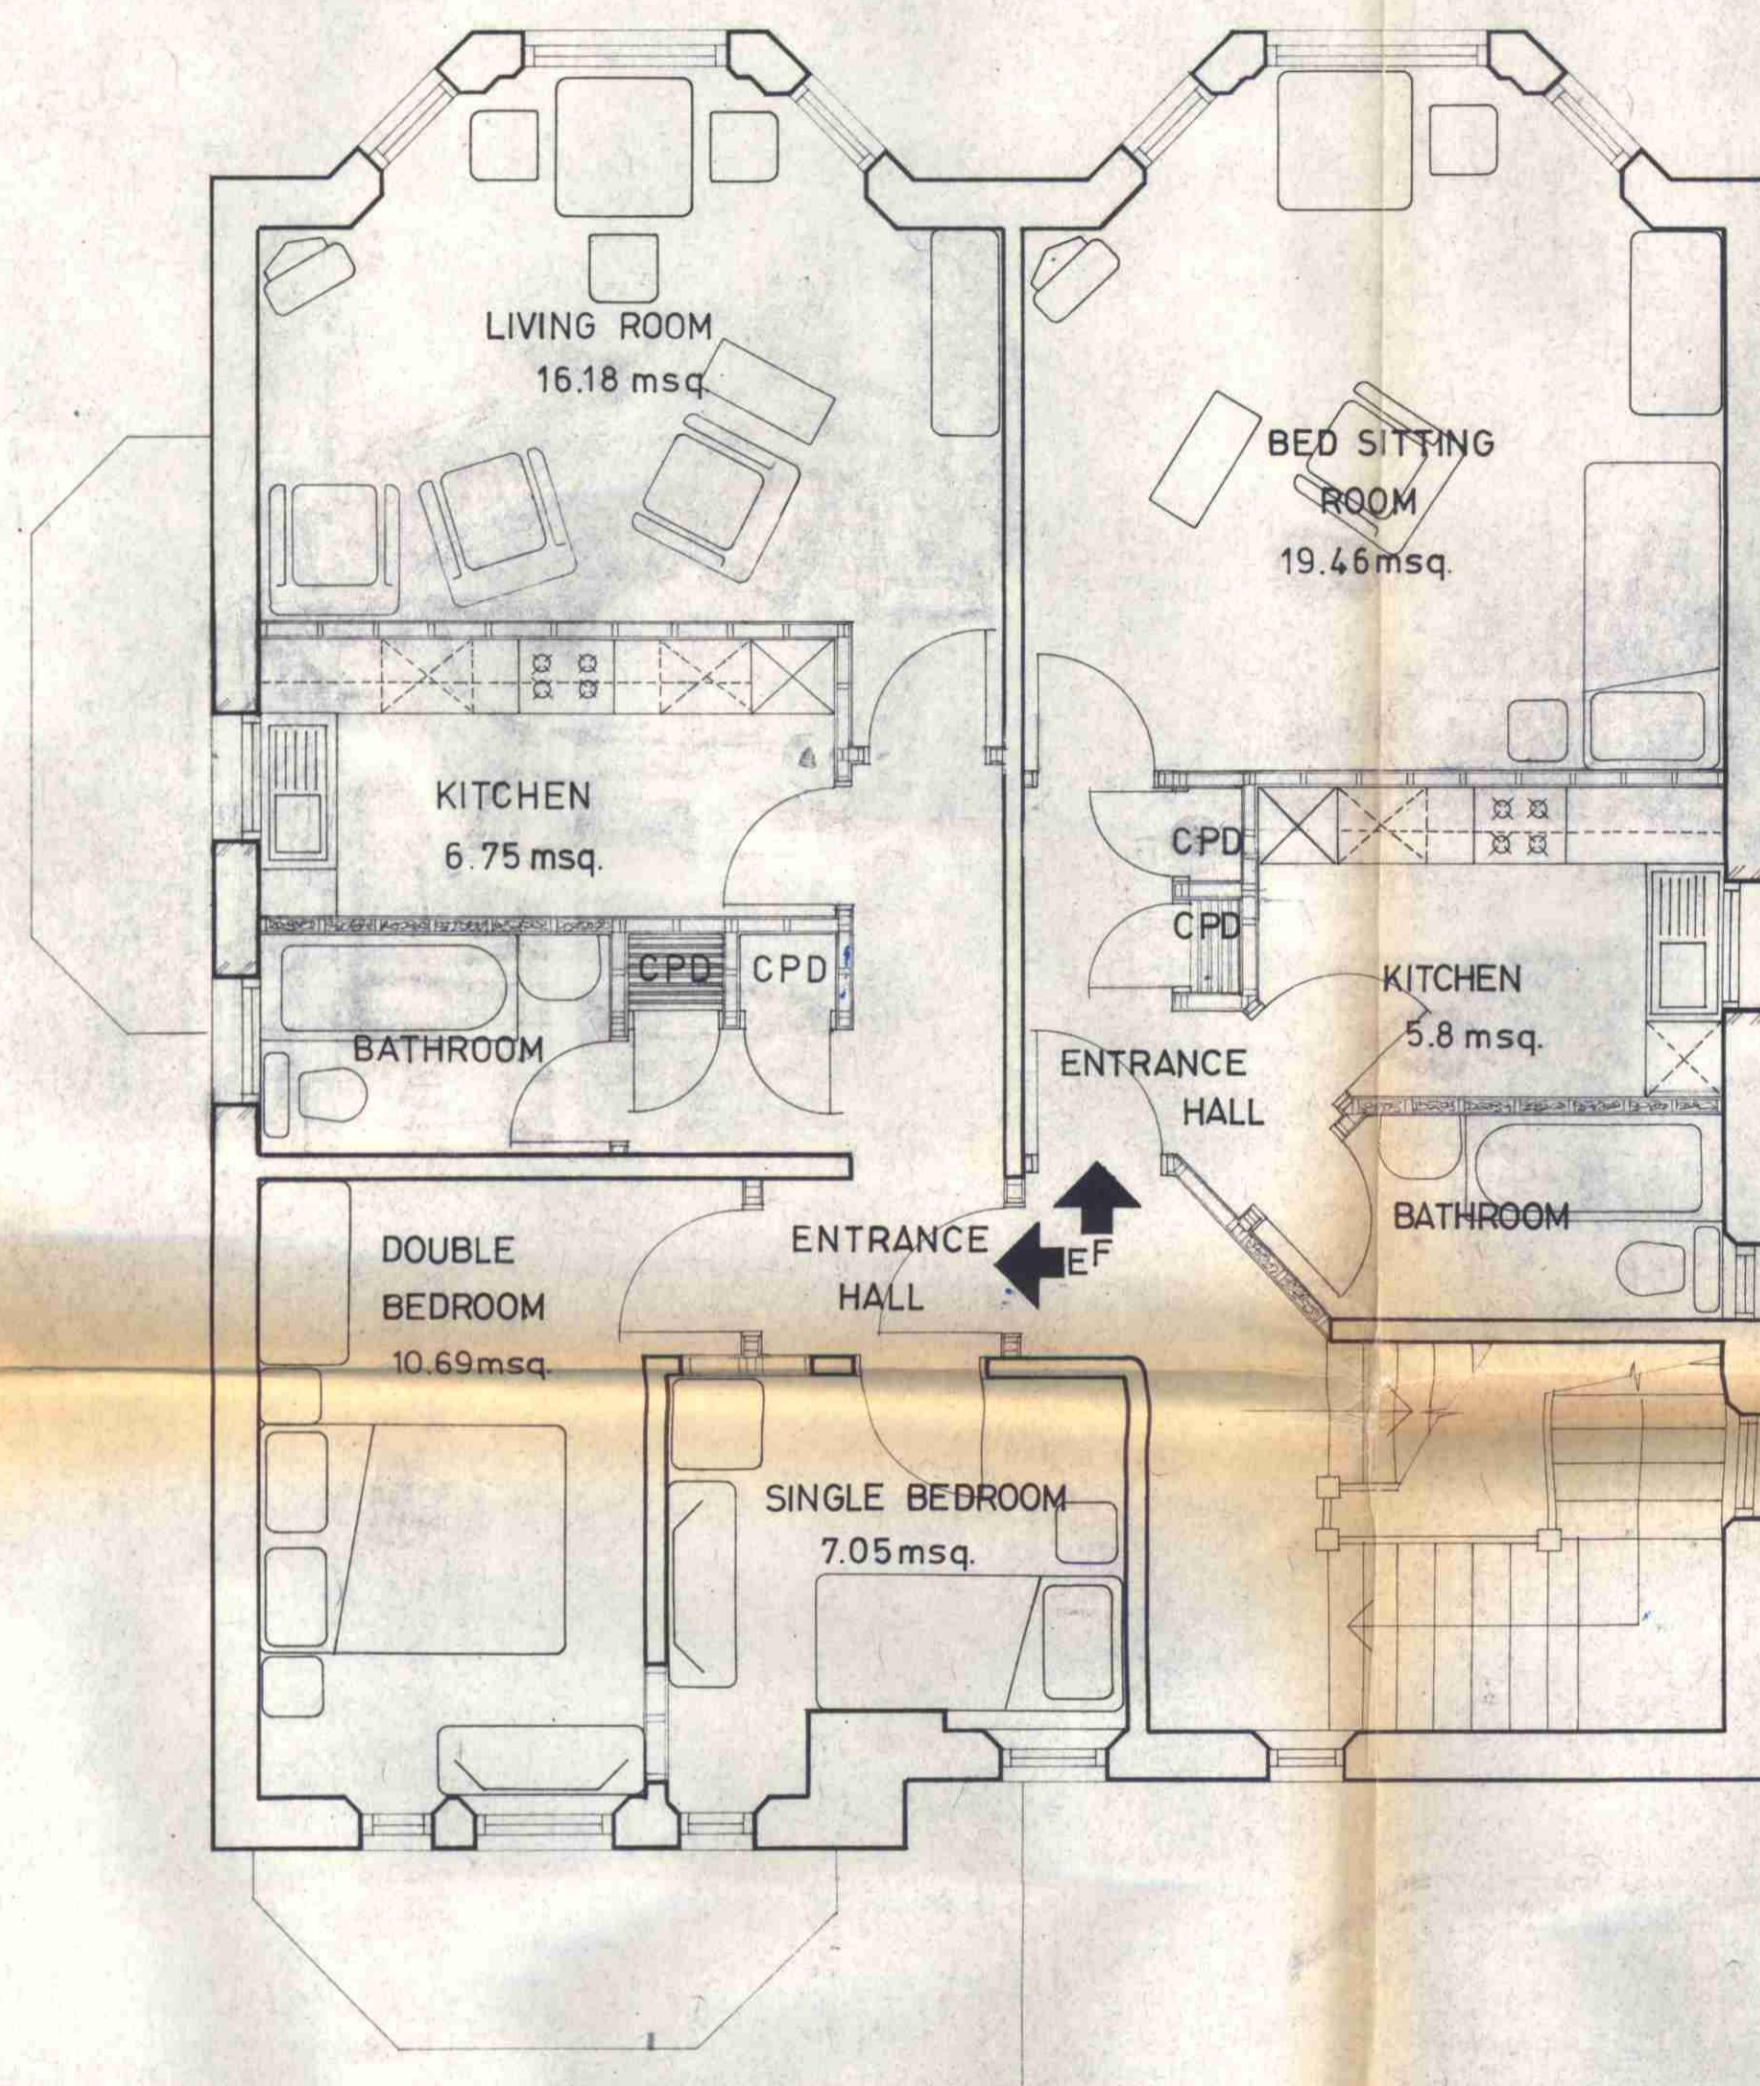 LIVING ROOM
16.18 msq.
BED SITTING
ROOM
19.46msq.
KITCHEN
6.75 msq.
CPD
CPD
CPD
CPD
BATHROOM
KITCHEN
5.8 msq.
ENTRANCE
HALL
BATHROOM
DOUBLE
BEDROOM
10.69msq.
ENTRANCE
HALL
E
F
SINGLE BEDROOM
7.05msq.